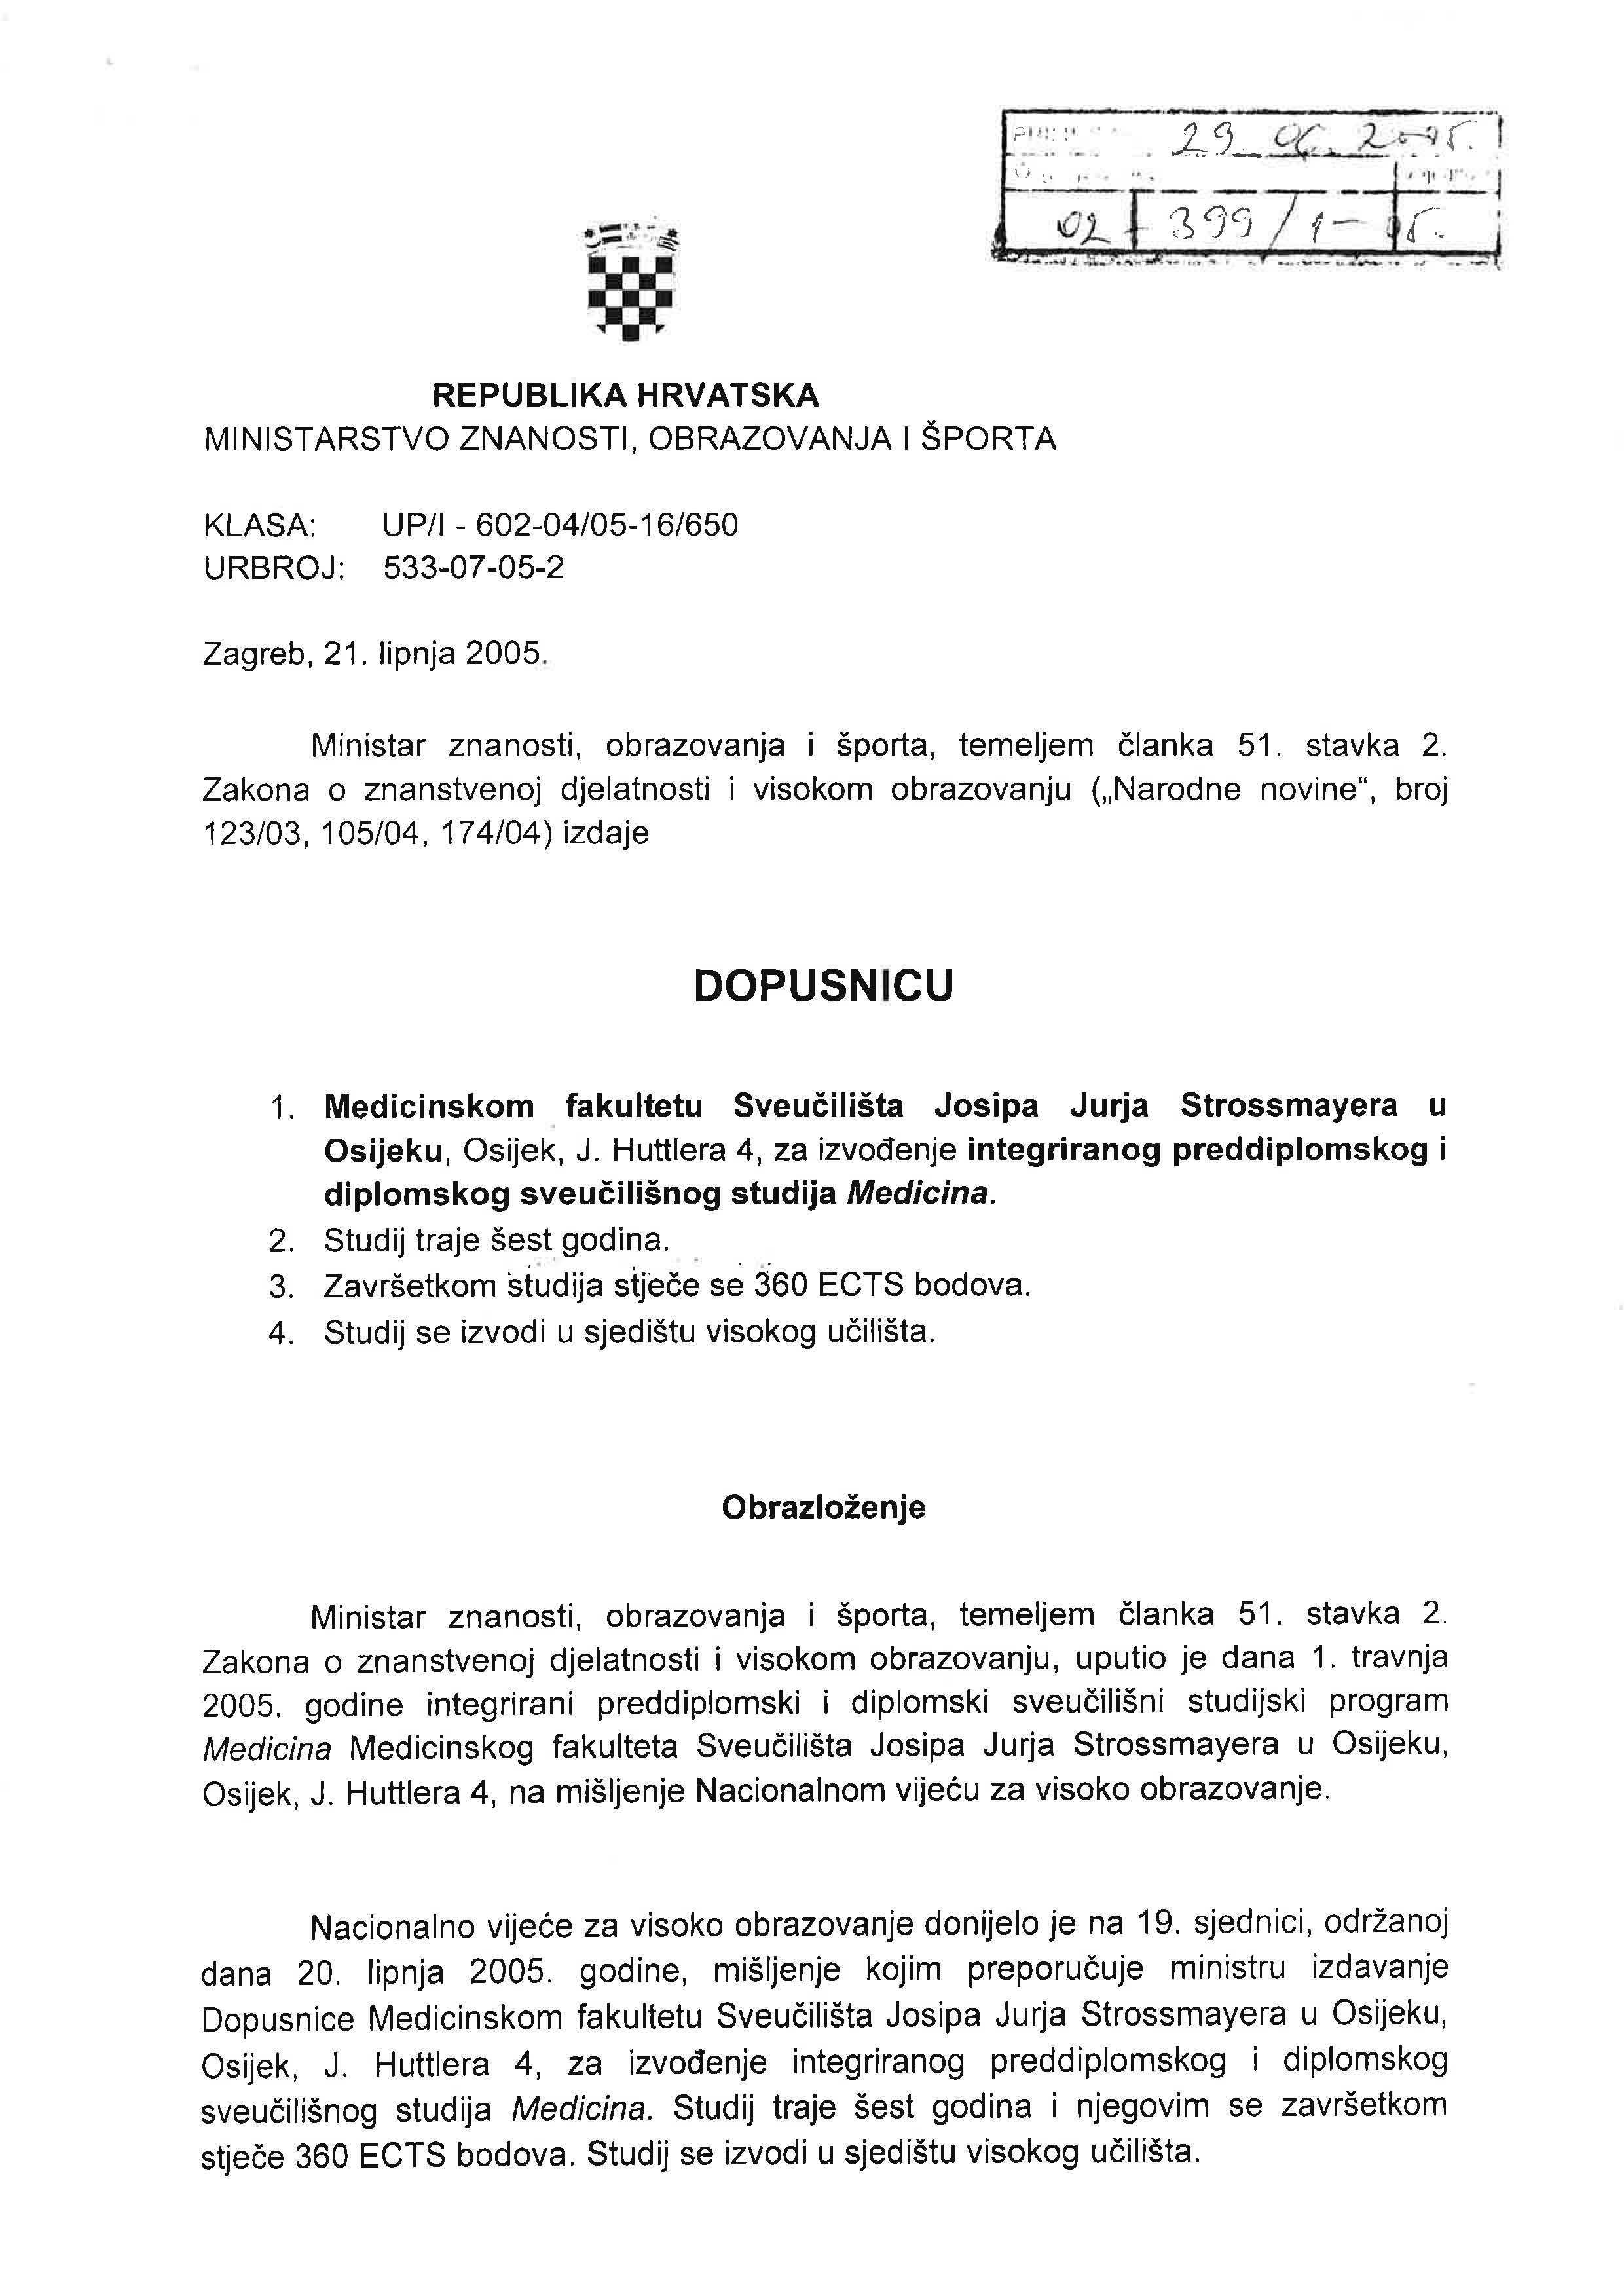 29. 06. 2005.
02 - 399/1-05.
REPUBLIKA HRVATSKA
MINISTARSTVO ZNANOSTI, OBRAZOVANJA I ŠPORTA
KLASA: UP/I - 602-04/05-16/650
URBROJ: 533-07-05-2
Zagreb, 21. lipnja 2005.
Ministar znanosti, obrazovanja i športa, temeljem članka 51. stavka 2.
Zakona o znanstvenoj djelatnosti i visokom obrazovanju („Narodne novine“, broj
123/03, 105/04, 174/04) izdaje
DOPUSNICU
1. Medicinskom fakultetu Sveučilišta Josipa Jurja Strossmayera u
Osijeku, Osijek, J. Huttlera 4, za izvođenje integriranog preddiplomskog i
diplomskog sveučilišnog studija Medicina.
2. Studij traje šest godina.
3. Završetkom studija stječe se 360 ECTS bodova.
4. Studij se izvodi u sjedištu visokog učilišta.
Obrazloženje
Ministar znanosti, obrazovanja i športa, temeljem članka 51. stavka 2.
Zakona o znanstvenoj djelatnosti i visokom obrazovanju, uputio je dana 1. travnja
2005. godine integrirani preddiplomski i diplomski sveučilišni studijski program
Medicina Medicinskog fakulteta Sveučilišta Josipa Jurja Strossmayera u Osijeku,
Osijek, J. Huttlera 4, na mišljenje Nacionalnom vijeću za visoko obrazovanje.
Nacionalno vijeće za visoko obrazovanje donijelo je na 19. sjednici, održanoj
dana 20. lipnja 2005. godine, mišljenje kojim preporučuje ministru izdavanje
Dopusnice Medicinskom fakultetu Sveučilišta Josipa Jurja Strossmayera u Osijeku,
Osijek, J. Huttlera 4, za izvođenje integriranog preddiplomskog i diplomskog
sveučilišnog studija Medicina. Studij traje šest godina i njegovim se završetkom
stječe 360 ECTS bodova. Studij se izvodi u sjedištu visokog učilišta.